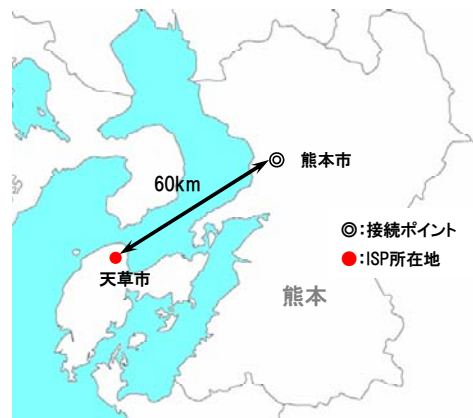 熊本市
60km
◎:接続ポイント
●:ISP所在地
天草市
熊本